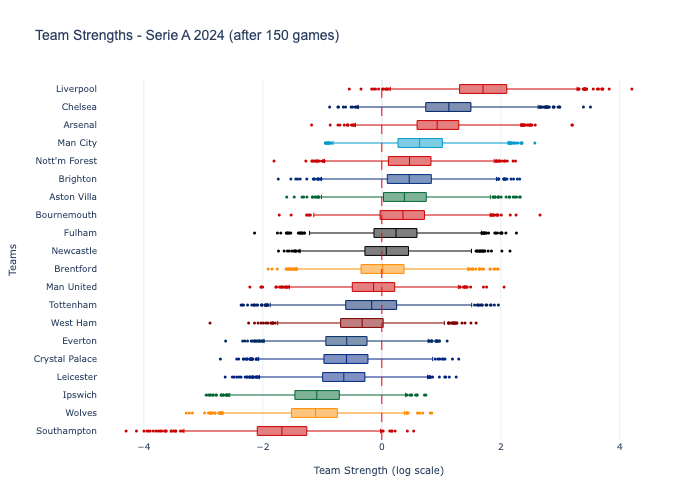 Team Strengths - Serie A 2024 (after 150 games)
Liverpool
Chelsea
Arsenal
Man City
Nott'm Forest
Brighton
Aston Villa
Bournemouth
Fulham
Newcastle
Brentford
Man United
Tottenham
West Ham
Everton
Crystal Palace
Leicester
Ipswich
Wolves
Southampton
Teams
−4 −2 0 2 4
Team Strength (log scale)